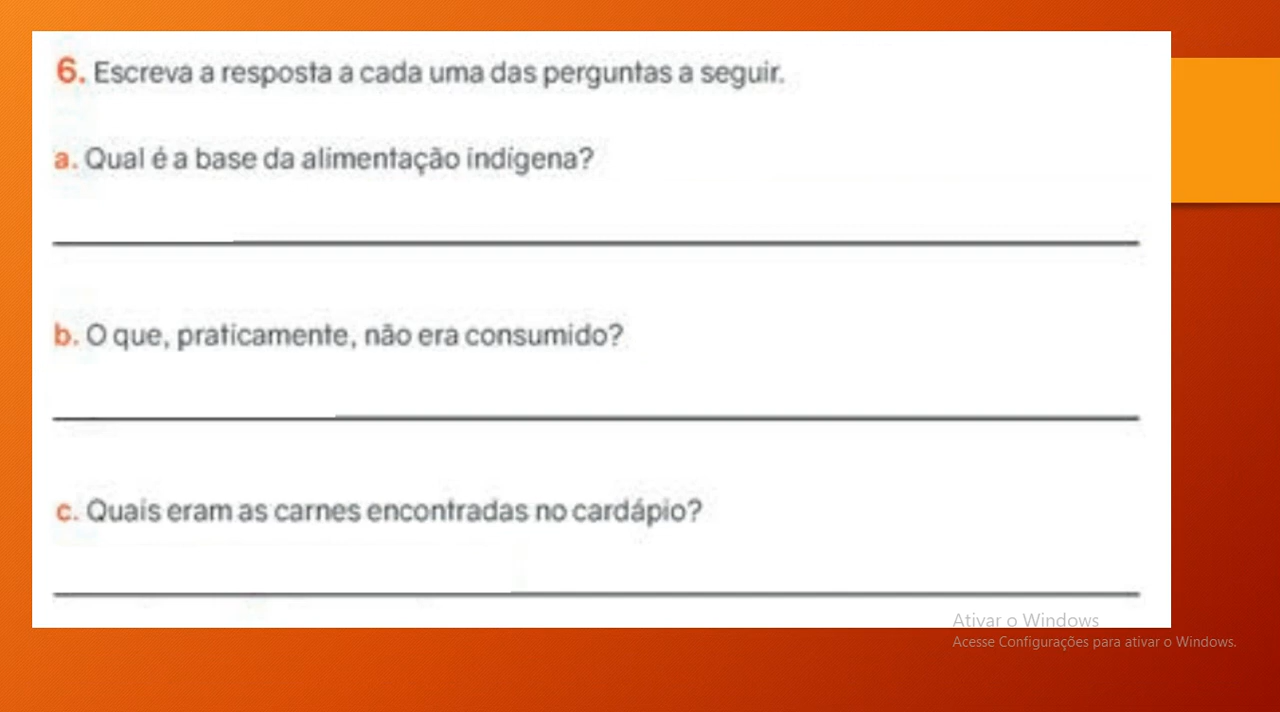 6. Escreva a resposta a cada uma das perguntas a seguir.
a. Qual é a base da alimentação indígena?
b. O que, praticamente, não era consumido?
c. Quais eram as carnes encontradas no cardápio?
Ativar o Windows
Acesse Configurações para ativar o Windows.